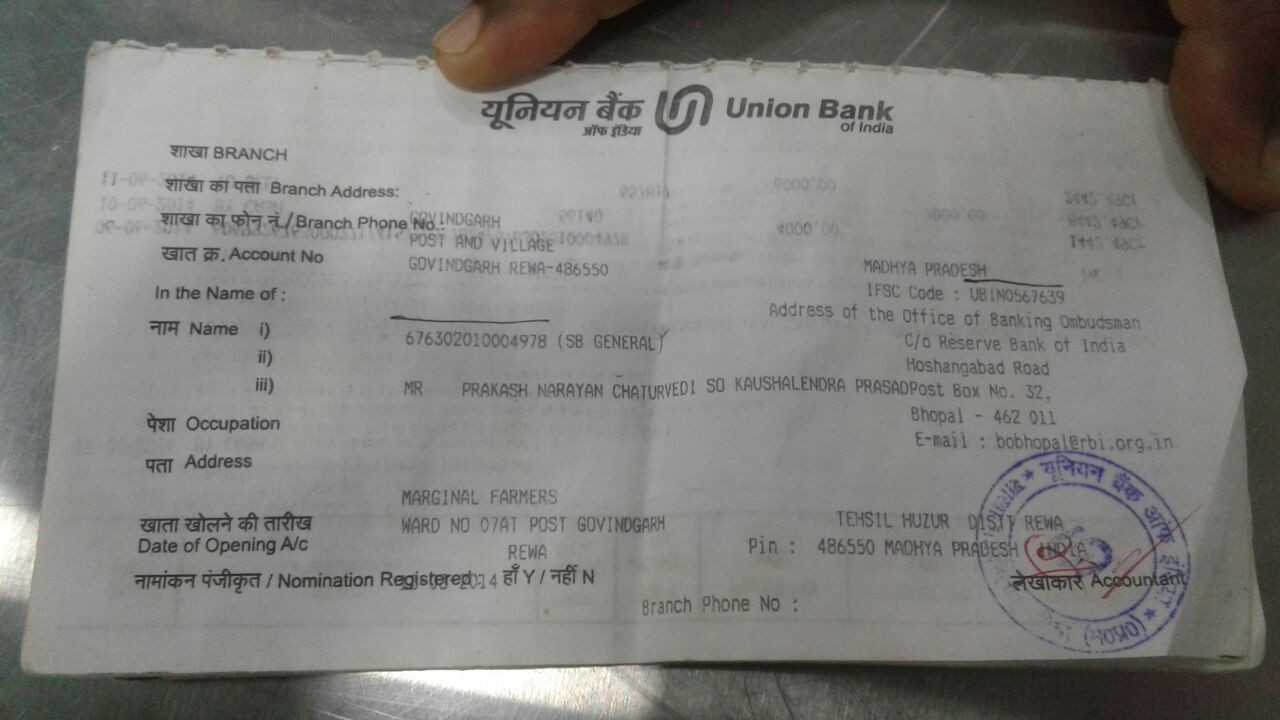 यूनियन बैंक Union Bank
ऑफ इंडिया of India
शाखा BRANCH
शाखा का पता Branch Address:
शाखा का फोन नं./Branch Phone No.: GOVINDGARH
POST AND VILLAGE
खात क्र. Account No GOVINDGARH REWA-486550 MADHYA PRADESH
IFSC Code : UBIN0567639
In the Name of :
Address of the Office of Banking Ombudsman
नाम Name i) 676302010004978 (SB GENERAL) C/o Reserve Bank of India
ii) Hoshangabad Road
iii) MR PRAKASH NARAYAN CHATURVEDI SO KAUSHALENDRA PRASADPost Box No. 32,
पेशा Occupation Bhopal - 462 011
E-mail : bobhopal@rbi.org.in
पता Address
MARGINAL FARMERS
खाता खोलने की तारीख WARD NO 07AT POST GOVINDGARH TEHSIL HUZUR DISTT REWA
Date of Opening A/c REWA Pin : 486550 MADHYA PRADESH INDIA
नामांकन पंजीकृत / Nomination Registered 2014 हाँ Y / नहीं N लेखाकार Accountant
Branch Phone No :
यूनियन बैंक ऑफ इंडिया
(म०प्र०)